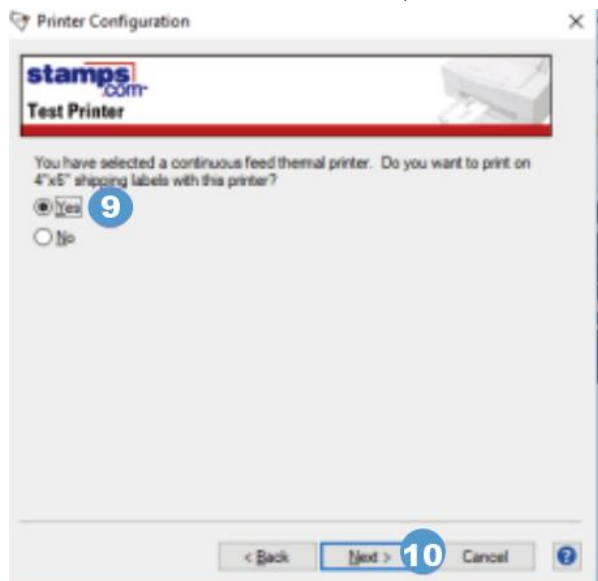 Printer Configuration
stamps
.com
Test Printer
You have selected a continuous feed thermal printer. Do you want to print on
4"x6" shipping labels with this printer?
Yes 9
No
< Back Next > 10 Cancel ?